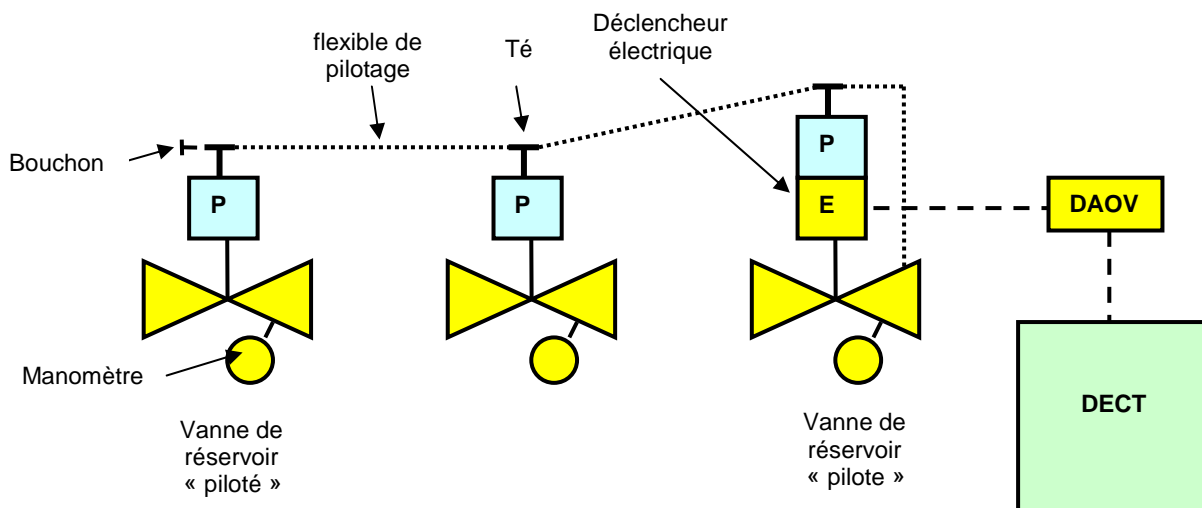 Déclencheur
électrique
flexible de
pilotage
Té
Bouchon
P
P
P
E
DAOV
Manomètre
DECT
Vanne de
réservoir
« piloté »
Vanne de
réservoir
« pilote »